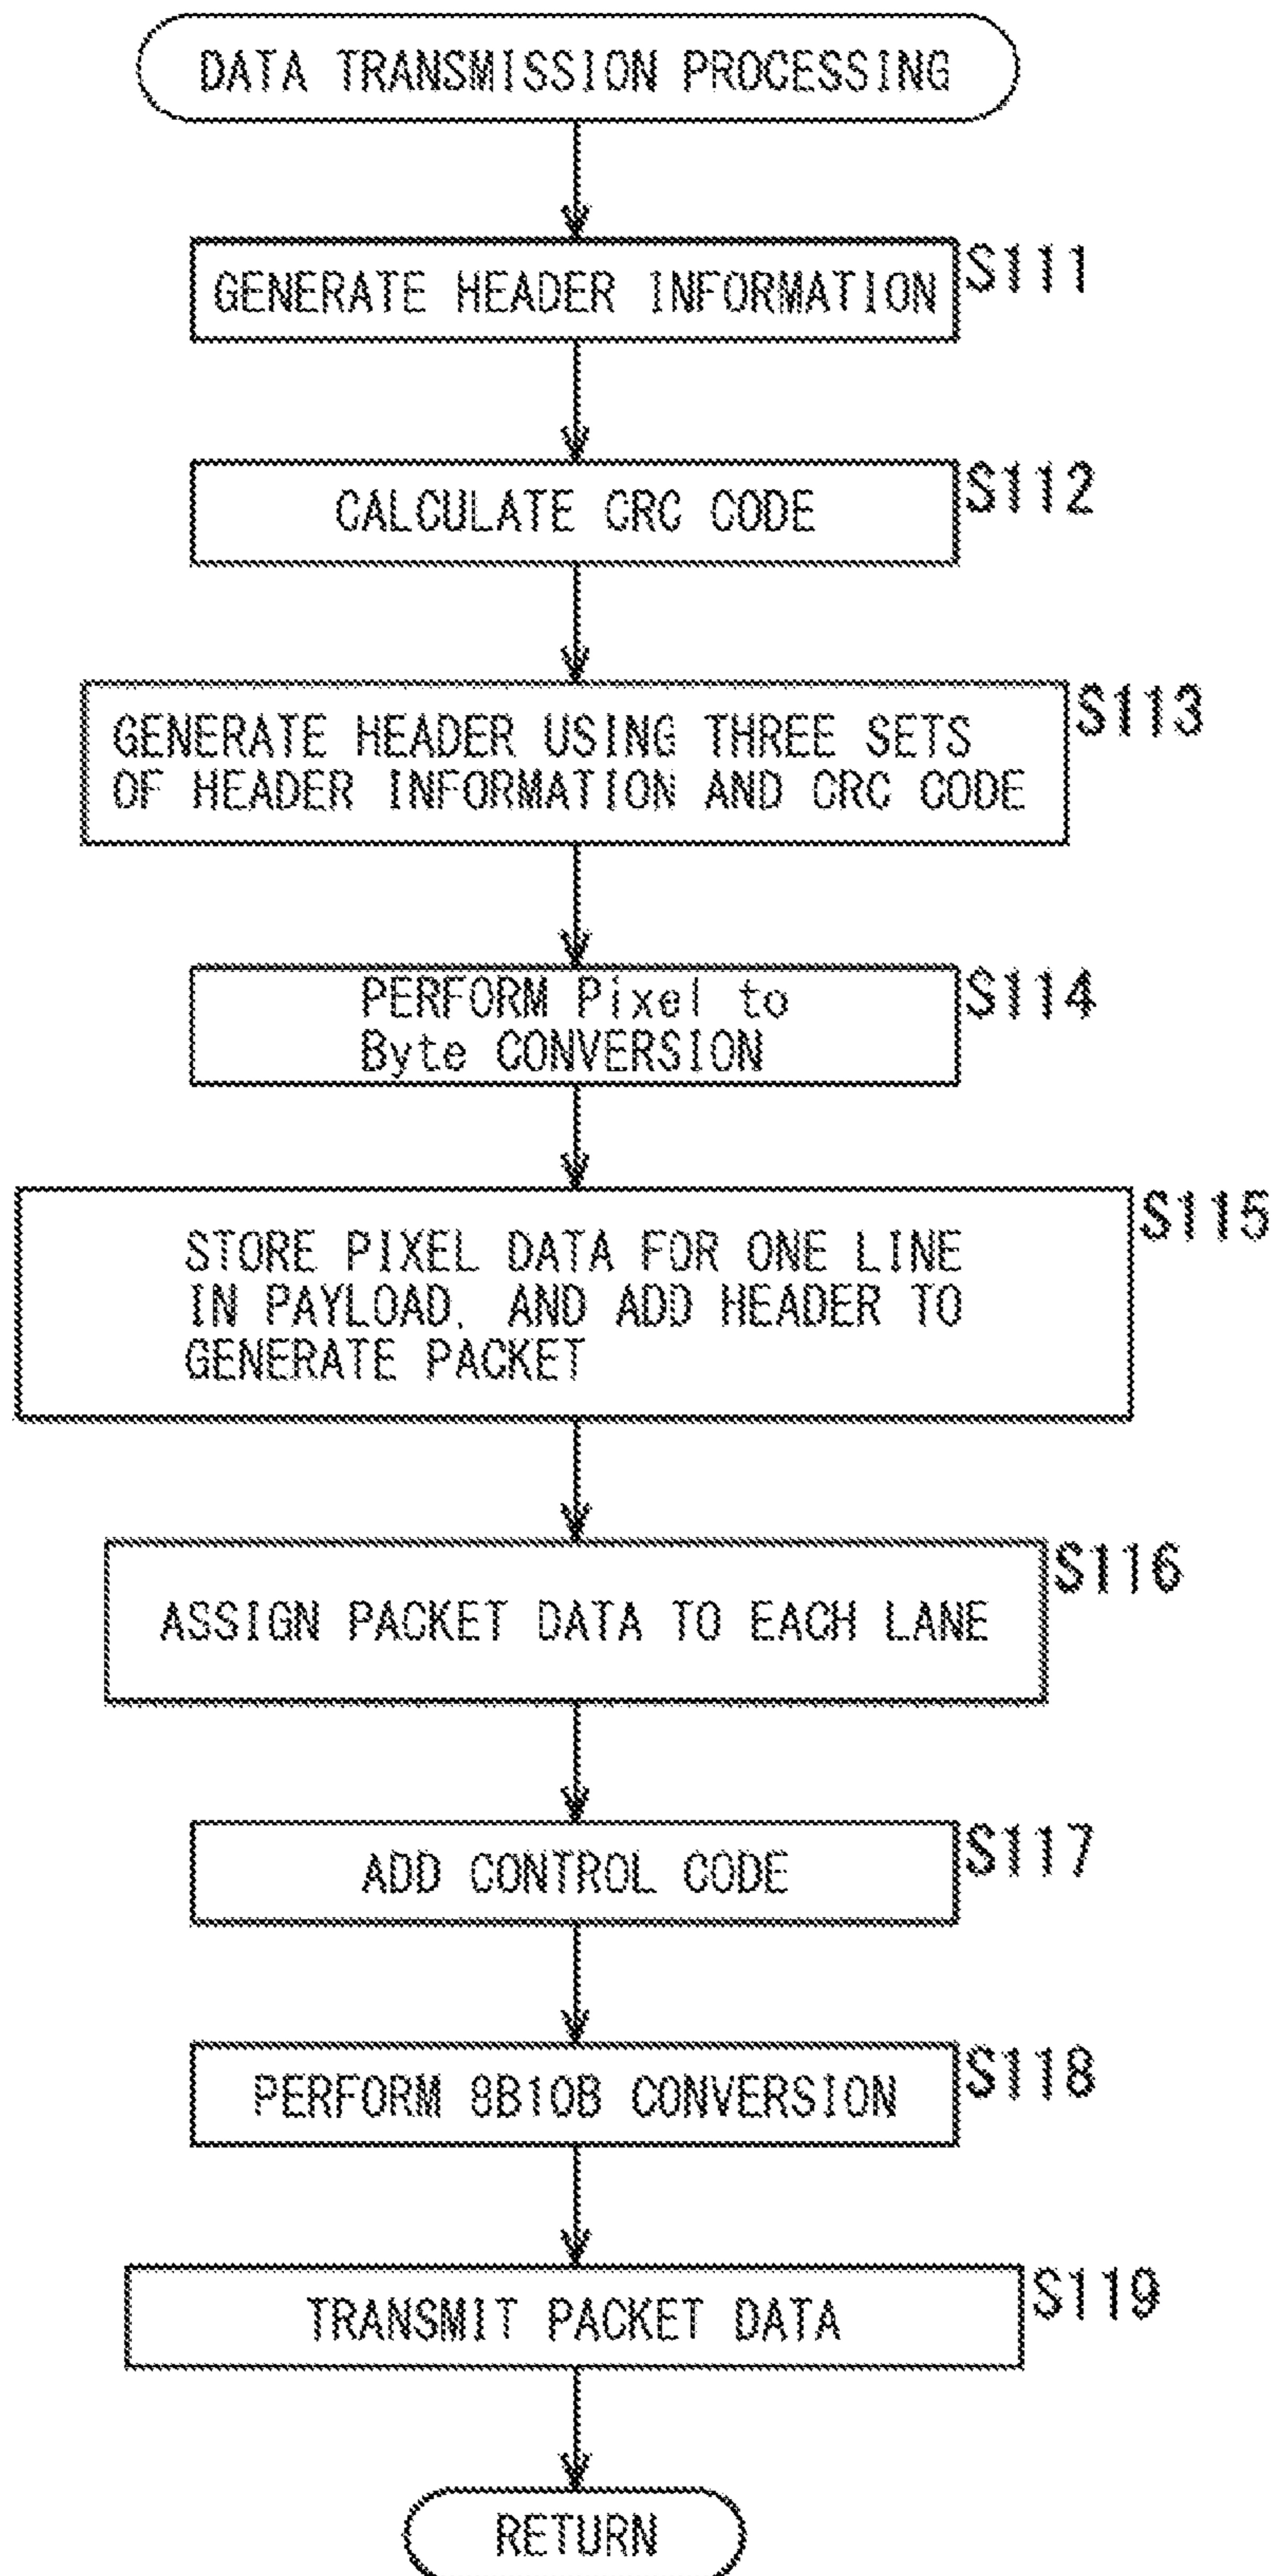 DATA TRANSMISSION PROCESSING
GENERATE HEADER INFORMATION
S111
CALCULATE CRC CODE
S112
GENERATE HEADER USING THREE SETS
OF HEADER INFORMATION AND CRC CODE
S113
PERFORM Pixel to
Byte CONVERSION
S114
STORE PIXEL DATA FOR ONE LINE
IN PAYLOAD, AND ADD HEADER TO
GENERATE PACKET
S115
ASSIGN PACKET DATA TO EACH LANE
S116
ADD CONTROL CODE
S117
PERFORM 8B10B CONVERSION
S118
TRANSMIT PACKET DATA
S119
RETURN